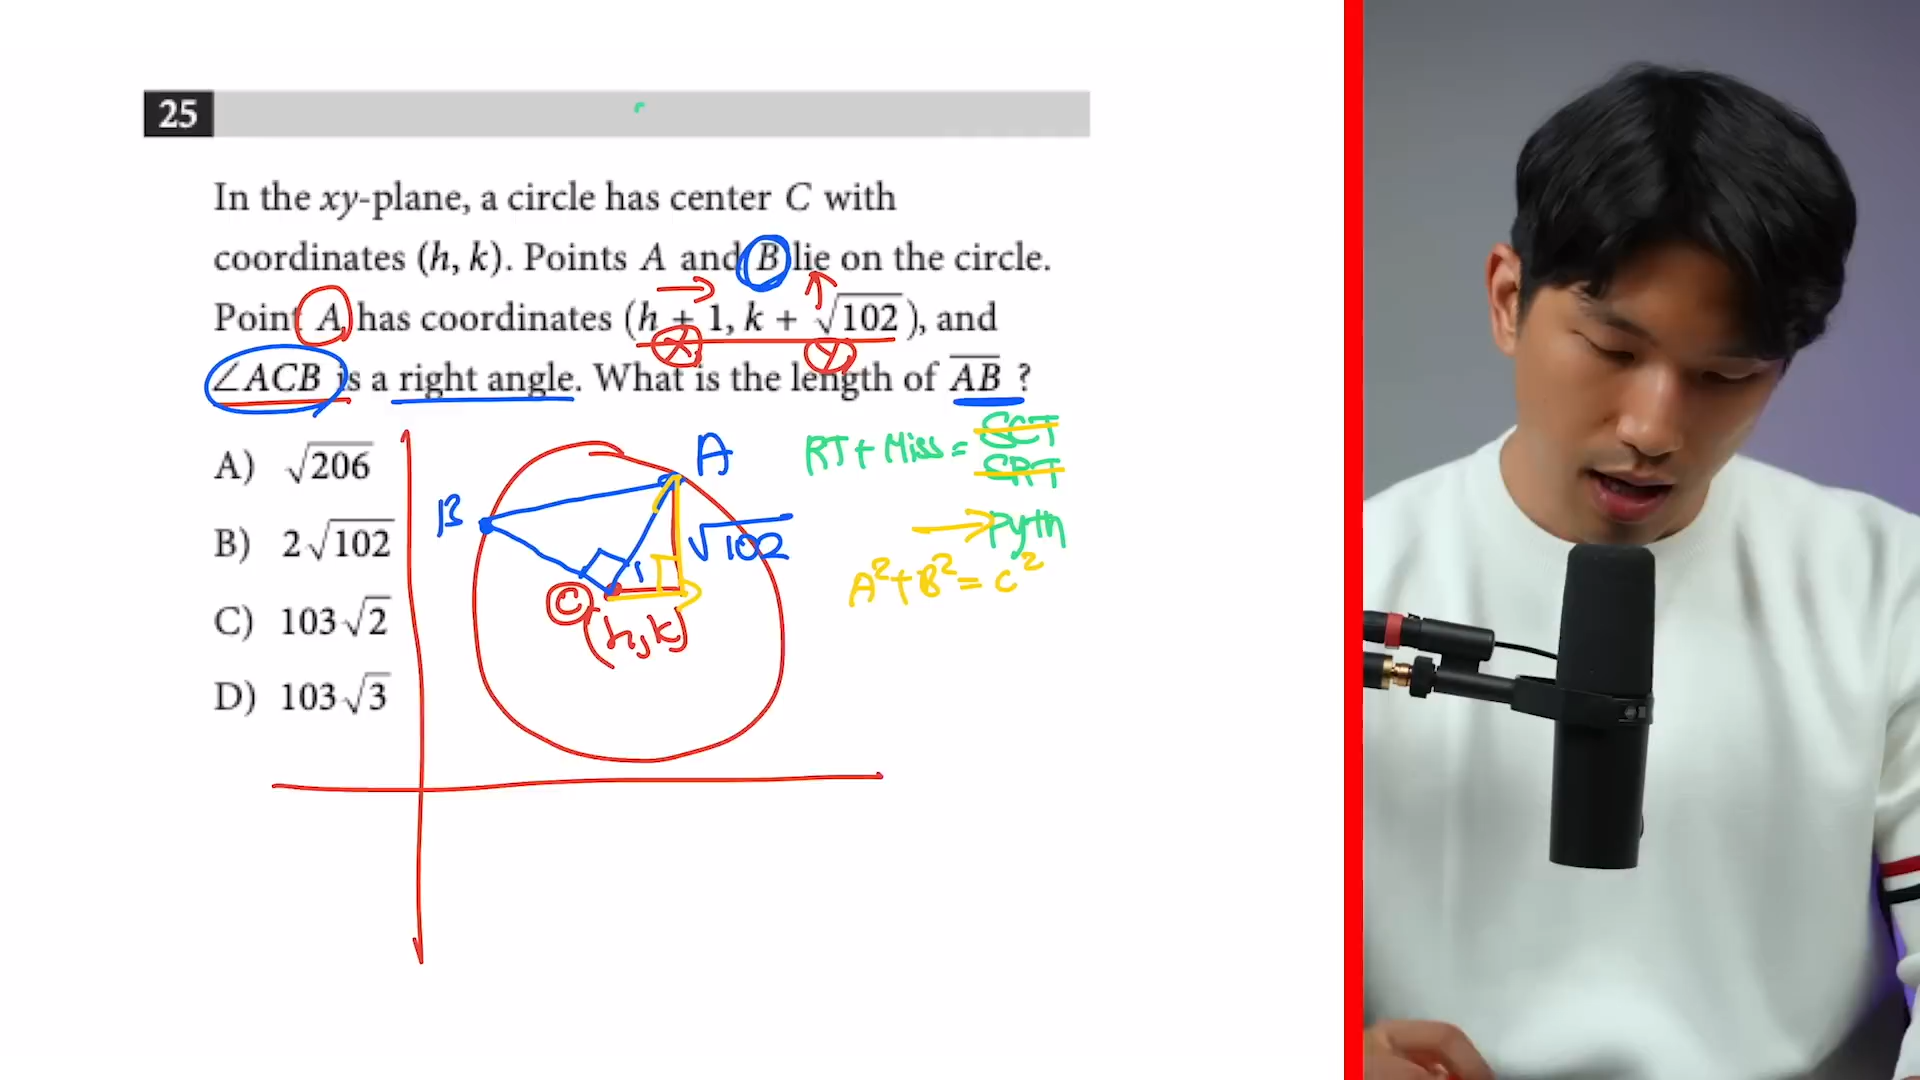 25
In the xy-plane, a circle has center C with
coordinates (h, k). Points A and B lie on the circle.
Point A has coordinates (h + 1, k + √102), and
∠ACB is a right angle. What is the length of AB ?
A) √206
B) 2√102
C) 103√2
D) 103√3
X
Y
RT + Miss =
SCT
SRT
→ Pyth
A² + B² = C²
A
B
√102
1
C
(h, k)